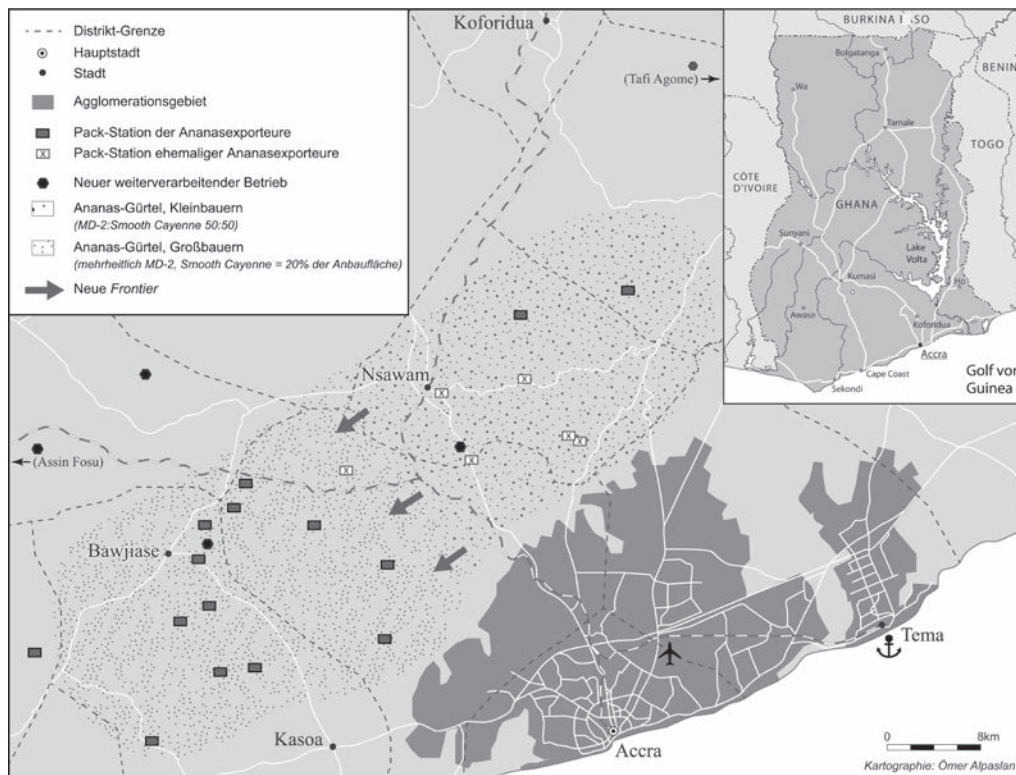 Distrikt-Grenze
Hauptstadt
Stadt
Agglomerationsgebiet
Pack-Station der Ananasexporteure
Pack-Station ehemaliger Ananasexporteure
Neuer weiterverarbeitender Betrieb
Ananas-Gürtel, Kleinbauern
(MD-2:Smooth Cayenne 50:50)
Ananas-Gürtel, Großbauern
(mehrheitlich MD-2, Smooth Cayenne = 20% der Anbaufläche)
Neue Frontier
Koforidua
(Tafi Agome)
BURKINA FASO
Bolgatanga
BENIN
Wa
Tamale
TOGO
CÔTE
D'IVOIRE
GHANA
Sunyani
Lake
Volta
Kumasi
Ho
Awaso
Koforidua
Accra
Cape Coast
Sekondi
Golf von
Guinea
Nsawam
(Assin Fosu)
Bawjiase
Tema
Kasoa
Accra
0 8km
Kartographie: Ömer Alpaslan